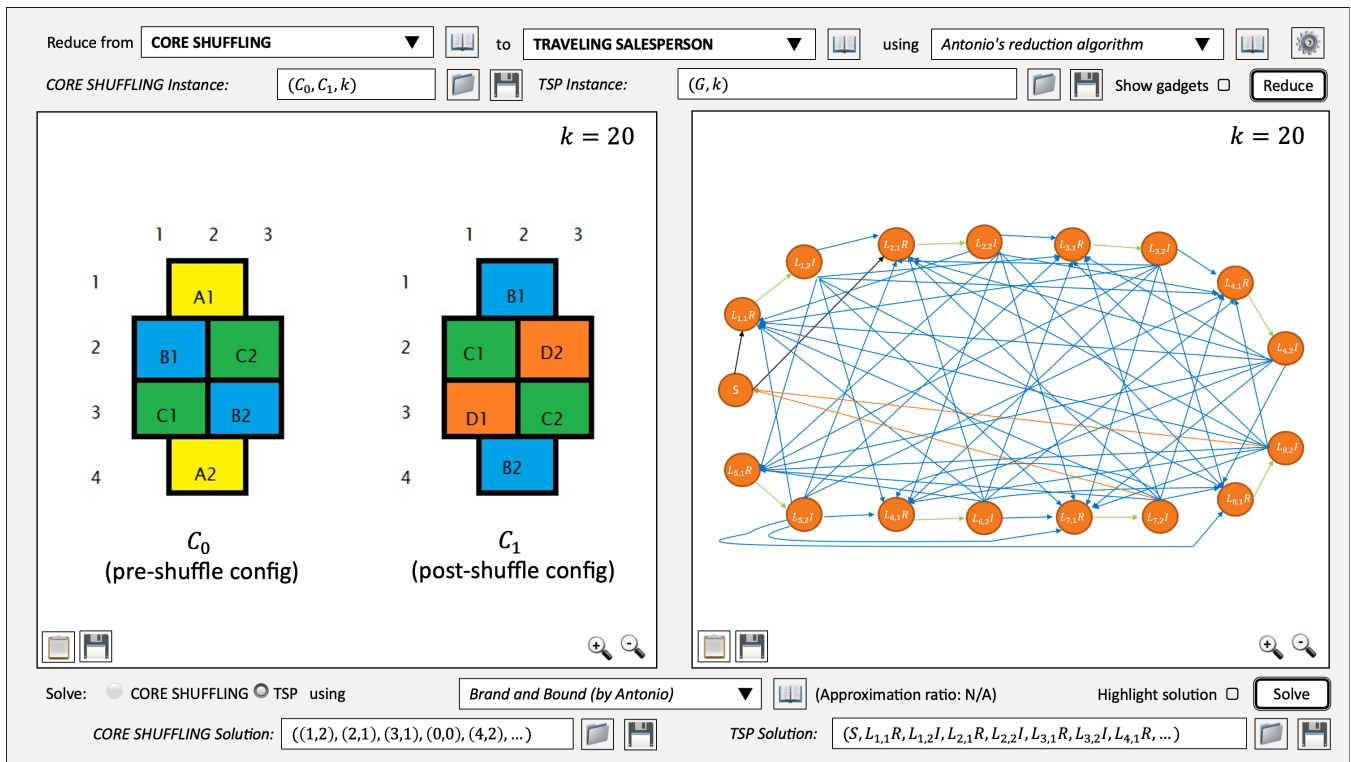 Reduce from CORE SHUFFLING to TRAVELING SALESPERSON using Antonio's reduction algorithm
CORE SHUFFLING Instance: (C₀, C₁, k) TSP Instance: (G, k) Show gadgets Reduce
k = 20
1 2 3
1 2 3
1 A1
1 B1
2 B1 C2
2 C1 D2
3 C1 B2
3 D1 C2
4 A2
4 B2
C₀
(pre-shuffle config)
C₁
(post-shuffle config)
k = 20
L₂,₁R L₂,₂I L₃,₁R L₃,₂I
L₁,₂I L₄,₁R
L₁,₁R L₄,₂I
S
L₈,₂I
L₅,₁R L₈,₁R
L₅,₂I L₆,₁R L₆,₂I L₇,₁R L₇,₂I
Solve: CORE SHUFFLING TSP using Brand and Bound (by Antonio) (Approximation ratio: N/A) Highlight solution Solve
CORE SHUFFLING Solution: ((1,2), (2,1), (3,1), (0,0), (4,2), ...) TSP Solution: (S, L₁,₁R, L₁,₂I, L₂,₁R, L₂,₂I, L₃,₁R, L₃,₂I, L₄,₁R, ...)